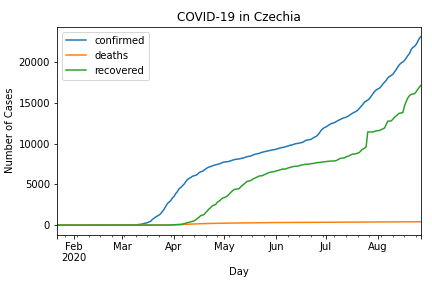 COVID-19 in Czechia
confirmed
deaths
recovered
Number of Cases
20000
15000
10000
5000
0
Feb
2020
Mar
Apr
May
Jun
Jul
Aug
Day